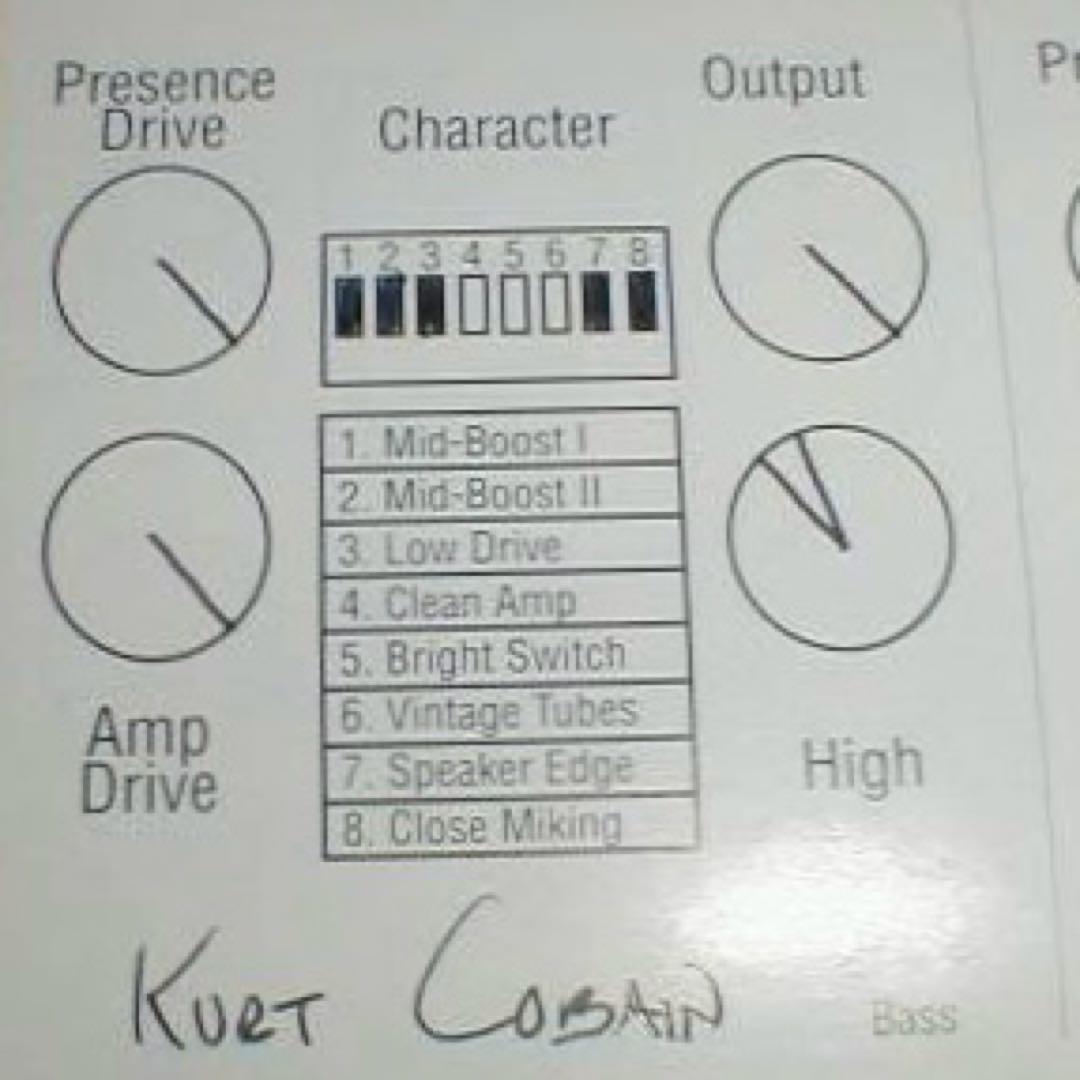 Presence
Drive
Character
Output
1 2 3 4 5 6 7 8
1. Mid-Boost I
2. Mid-Boost II
3. Low Drive
4. Clean Amp
5. Bright Switch
6. Vintage Tubes
7. Speaker Edge
8. Close Miking
Amp
Drive
High
KURT COBAIN
Bass